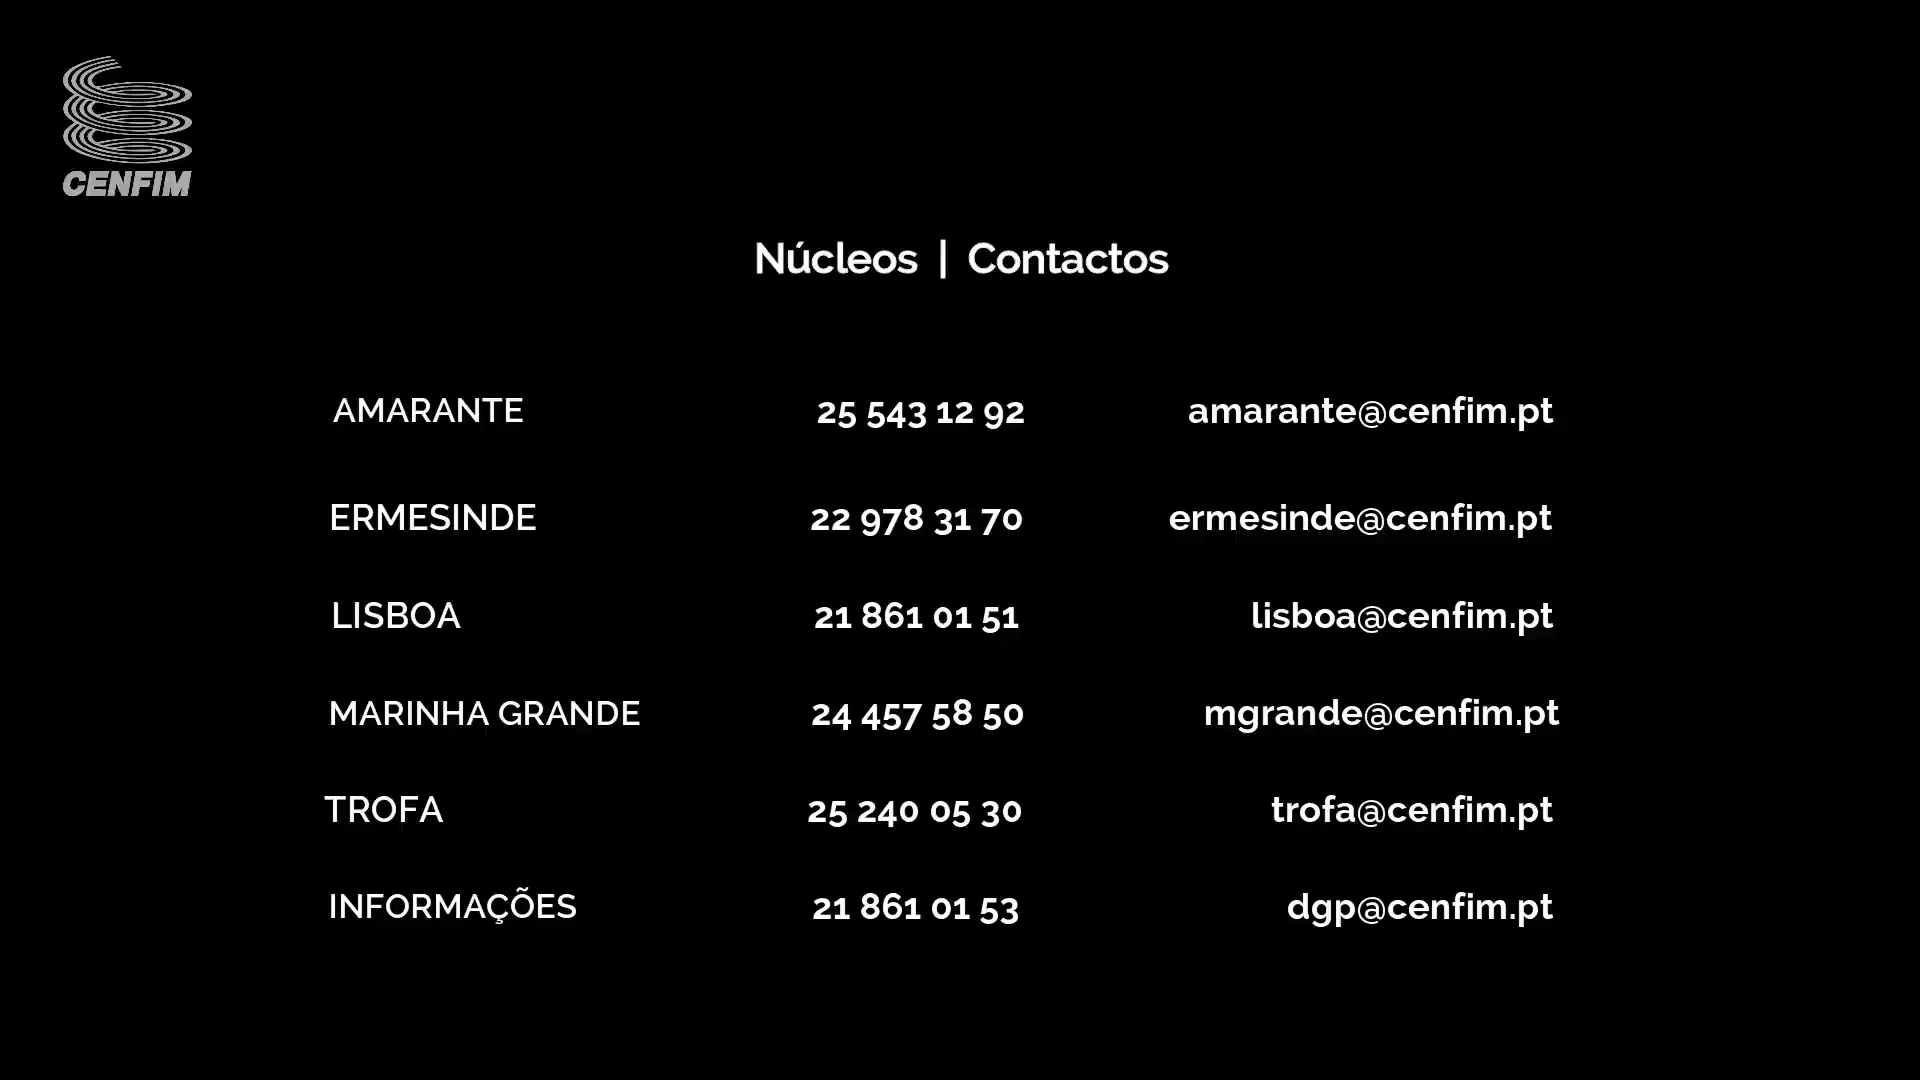 CENFIM
Núcleos | Contactos
AMARANTE 25 543 12 92 amarante@cenfim.pt
ERMESINDE 22 978 31 70 ermesinde@cenfim.pt
LISBOA 21 861 01 51 lisboa@cenfim.pt
MARINHA GRANDE 24 457 58 50 mgrande@cenfim.pt
TROFA 25 240 05 30 trofa@cenfim.pt
INFORMAÇÕES 21 861 01 53 dgp@cenfim.pt